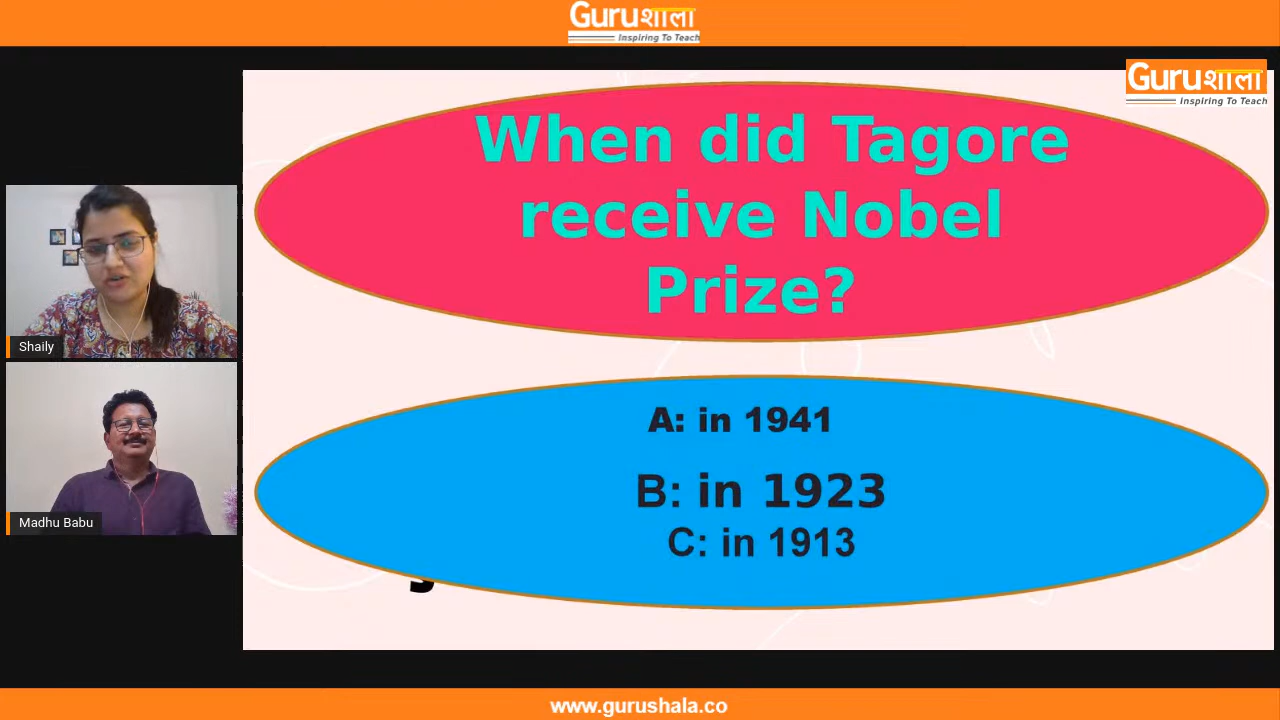 Guruशाला
Inspiring To Teach
Guruशाला
Inspiring To Teach
When did Tagore
receive Nobel
Prize?
A: in 1941
B: in 1923
C: in 1913
Shaily
Madhu Babu
www.gurushala.co